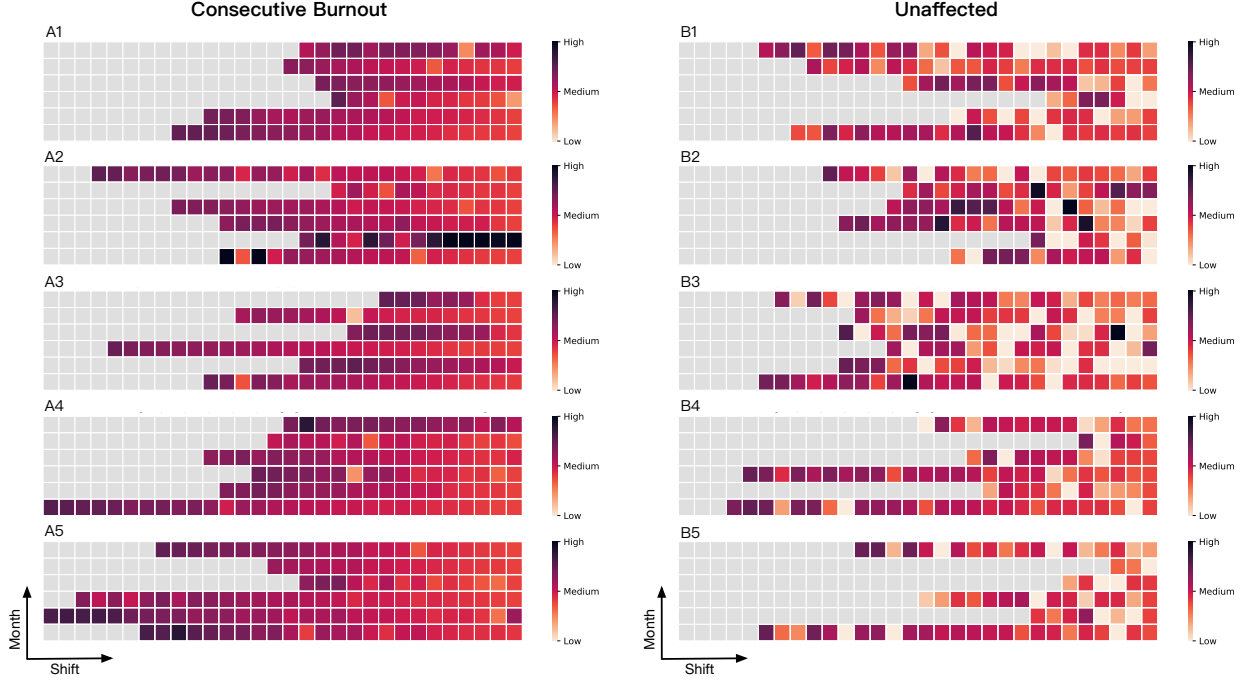 Consecutive Burnout
Unaffected
A1
High
Medium
Low
B1
High
Medium
Low
A2
High
Medium
Low
B2
High
Medium
Low
A3
High
Medium
Low
B3
High
Medium
Low
A4
High
Medium
Low
B4
High
Medium
Low
A5
High
Medium
Low
B5
High
Medium
Low
Month
Shift
Month
Shift